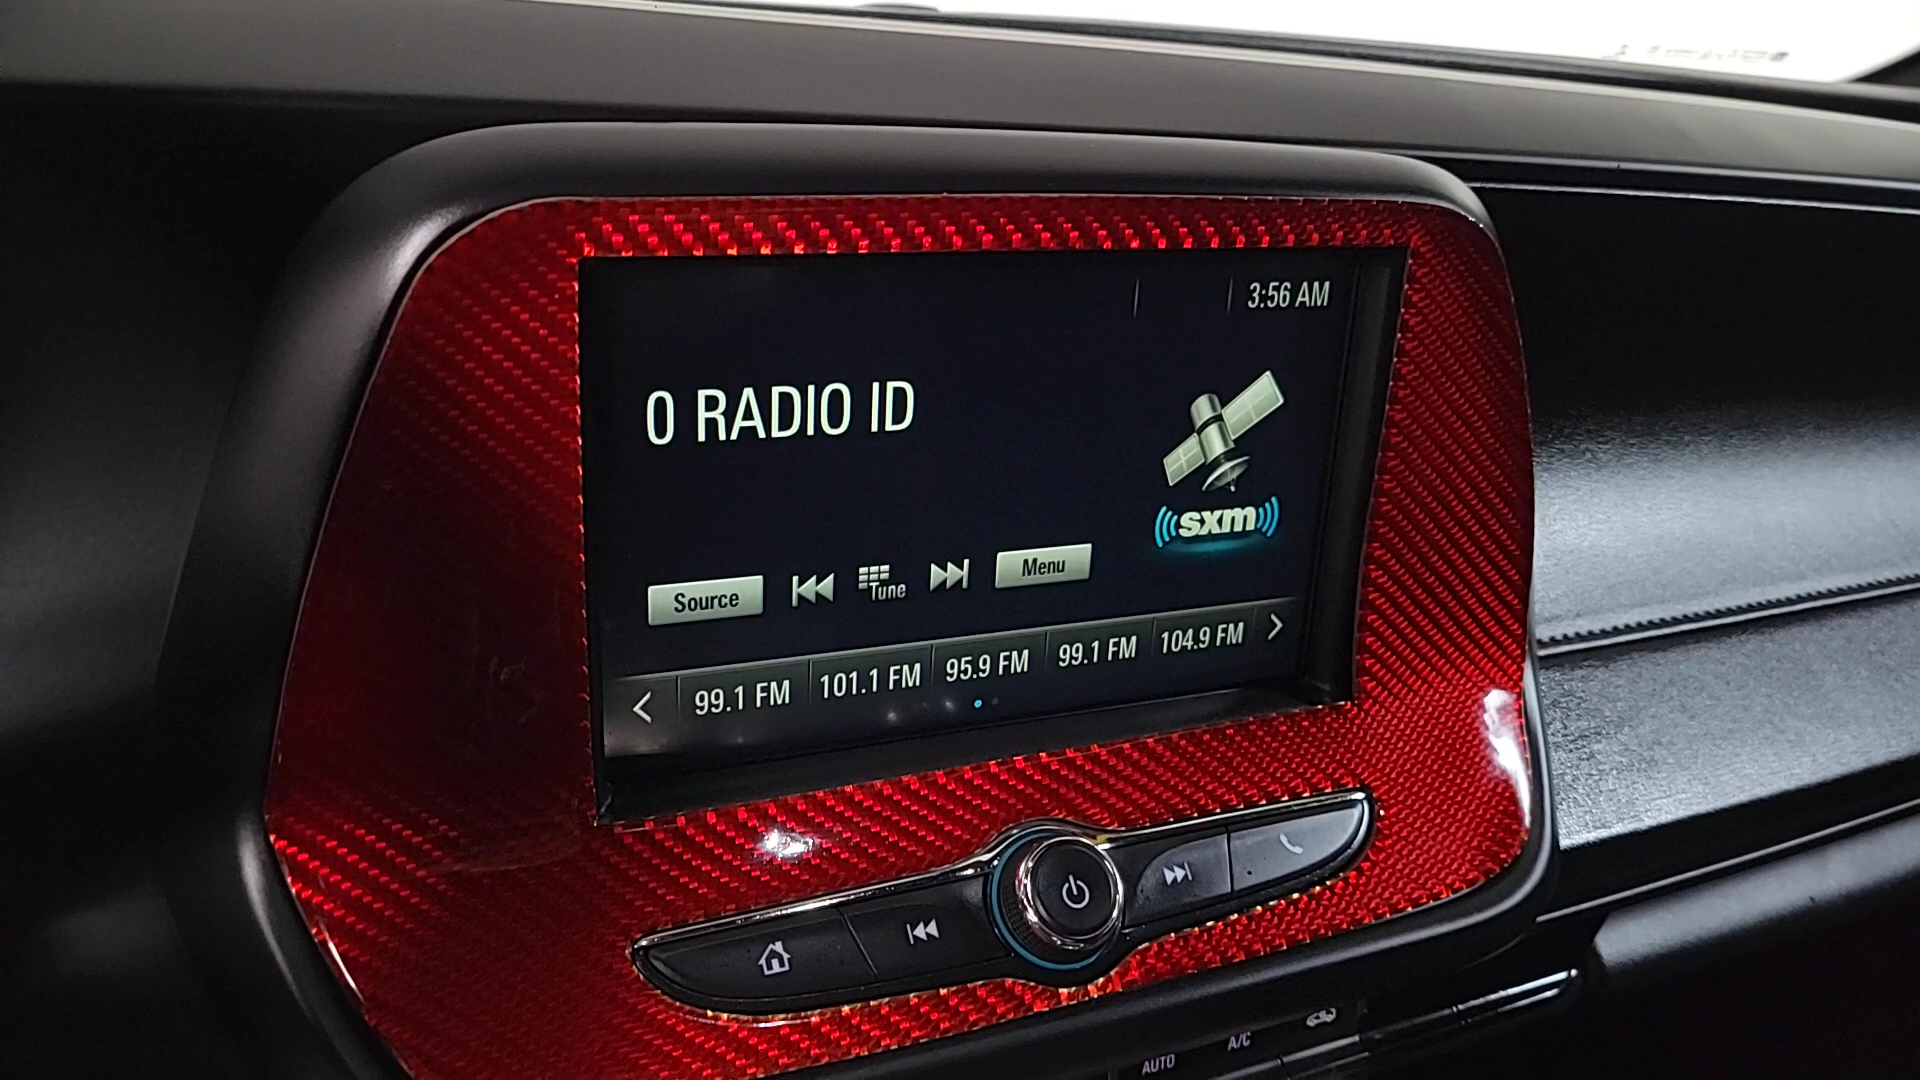 3:56 AM
0 RADIO ID
sxm
Source
Tune
Menu
99.1 FM
101.1 FM
95.9 FM
99.1 FM
104.9 FM
AUTO
A/C